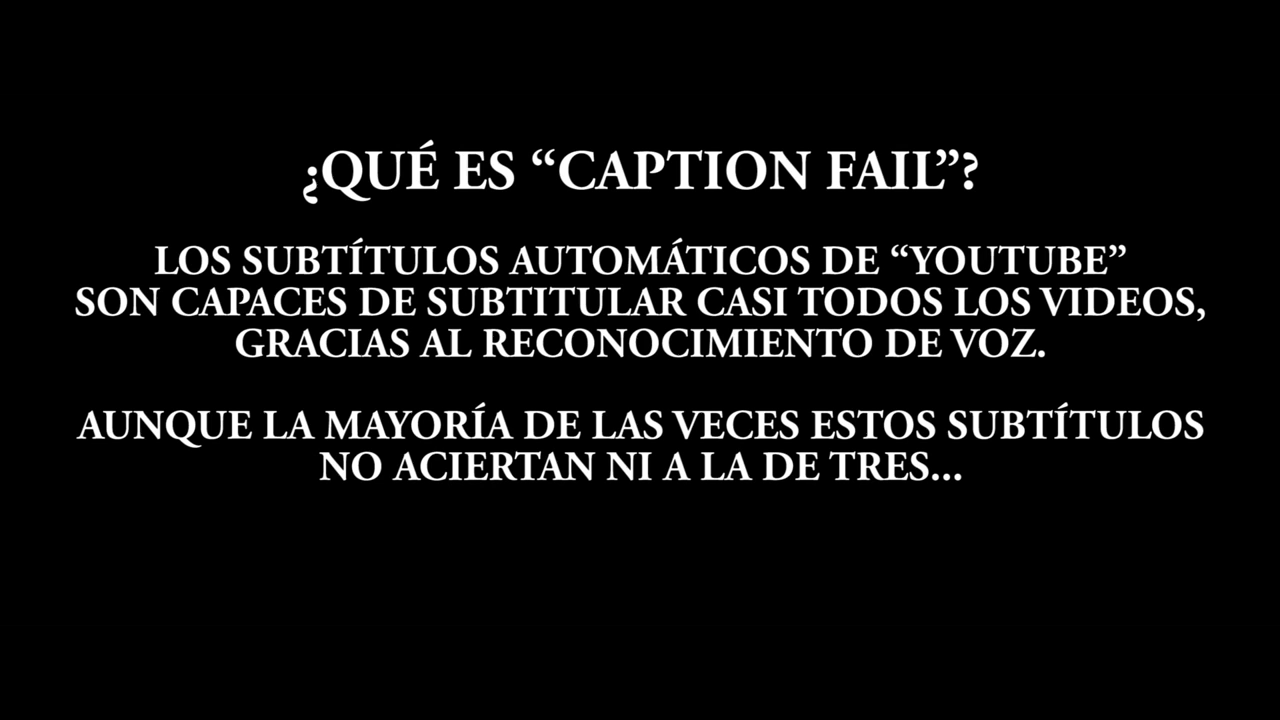 ¿QUÉ ES “CAPTION FAIL”?
LOS SUBTÍTULOS AUTOMÁTICOS DE “YOUTUBE”
SON CAPACES DE SUBTITULAR CASI TODOS LOS VIDEOS,
GRACIAS AL RECONOCIMIENTO DE VOZ.
AUNQUE LA MAYORÍA DE LAS VECES ESTOS SUBTÍTULOS
NO ACIERTAN NI A LA DE TRES...